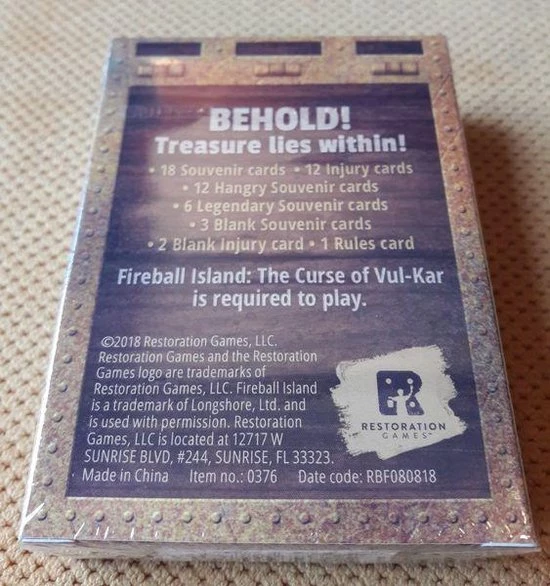 BEHOLD!
Treasure lies within!
• 18 Souvenir cards • 12 Injury cards
• 12 Hangry Souvenir cards
• 6 Legendary Souvenir cards
• 3 Blank Souvenir cards
• 2 Blank Injury card • 1 Rules card
Fireball Island: The Curse of Vul-Kar
is required to play.
©2018 Restoration Games, LLC.
Restoration Games and the Restoration
Games logo are trademarks of
Restoration Games, LLC. Fireball Island
is a trademark of Longshore, Ltd. and
is used with permission. Restoration
Games, LLC is located at 12717 W
SUNRISE BLVD, #244, SUNRISE, FL 33323.
Made in China Item no.: 0376 Date code: RBF080818
R
RESTORATION
GAMES™